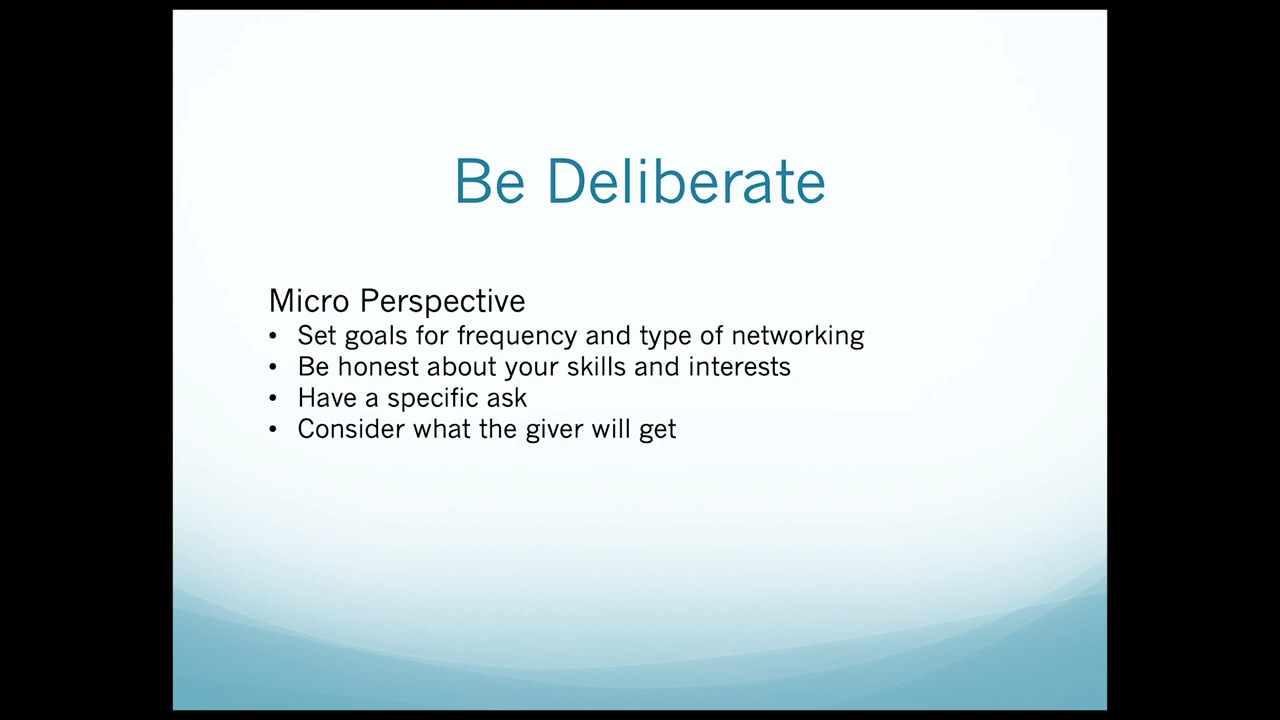 Be Deliberate
Micro Perspective
• Set goals for frequency and type of networking
• Be honest about your skills and interests
• Have a specific ask
• Consider what the giver will get